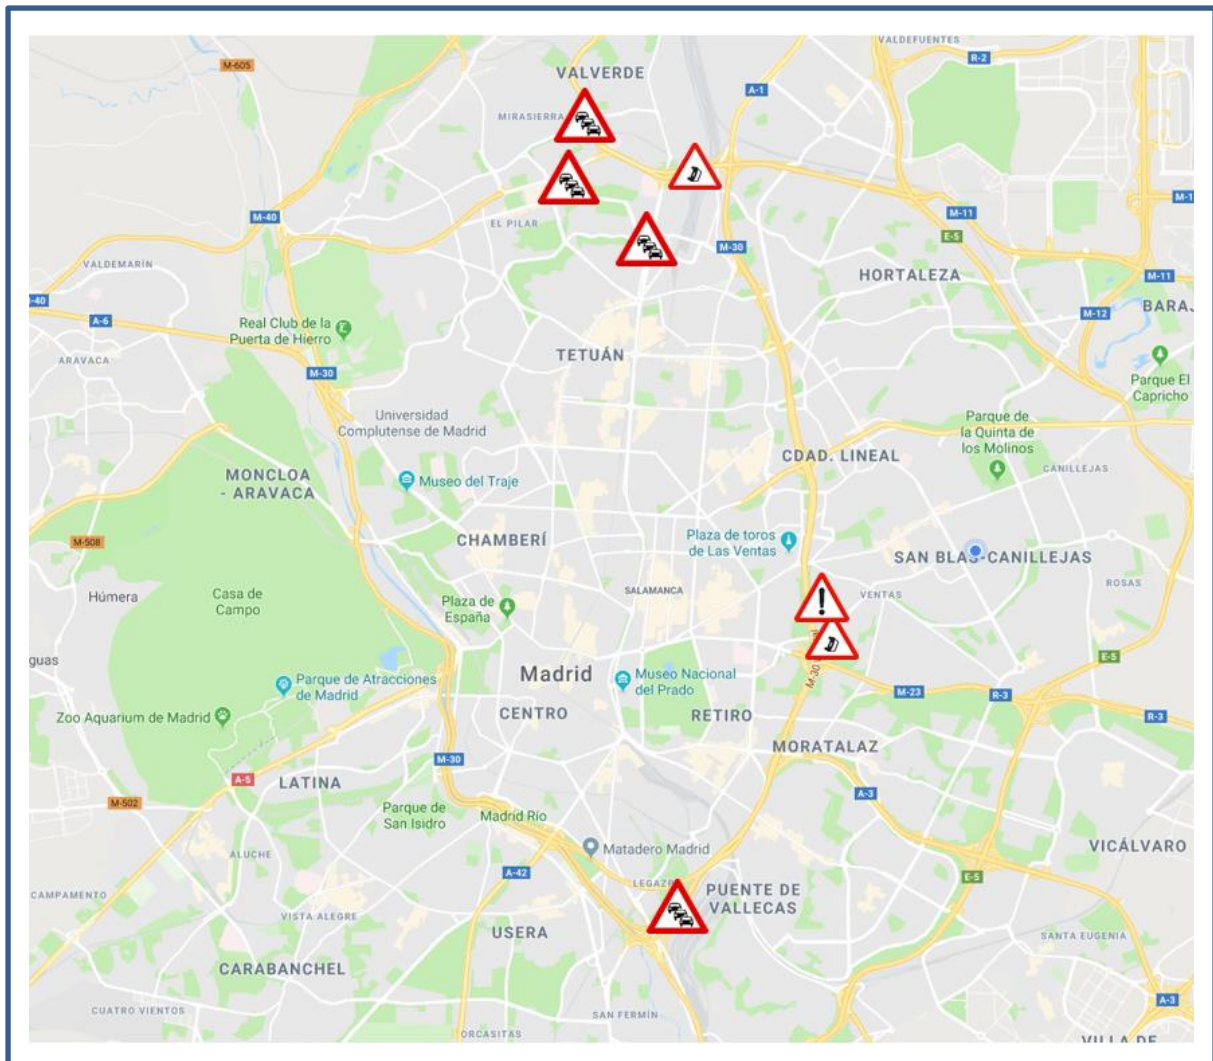 VALDEFUENTES
M-605
R-2
VALVERDE
A-1
MIRASIERRA
M-40
M-11
E-5
EL PILAR
M-30
VALDEMARÍN
HORTALEZA
M-11
-40
A-6
M-12
Real Club de la
Puerta de Hierro
TETUÁN
ARAVACA
M-30
Parque El
Capricho
Universidad
Complutense de Madrid
Parque de
la Quinta de
los Molinos
CDAD. LINEAL
CANILLEJAS
MONCLOA
- ARAVACA
Museo del Traje
M-508
CHAMBERÍ
Plaza de toros
de Las Ventas
SAN BLAS-CANILLEJAS
ROSAS
Húmera
Casa de
Campo
SALAMANCA
VENTAS
Plaza de
España
guas
E-5
Madrid
Museo Nacional
del Prado
M-30
Parque de Atracciones
de Madrid
M-23
R-3
Zoo Aquarium de Madrid
CENTRO
RETIRO
R-3
MORATALAZ
M-30
A-5
LATINA
A-3
M-502
Parque de
San Isidro
Madrid Río
Matadero Madrid
VICÁLVARO
ALUCHE
A-42
E-5
CAMPAMENTO
PUENTE DE
VALLECAS
VISTA ALEGRE
USERA
SANTA EUGENIA
CARABANCHEL
A-3
CUATRO VIENTOS
SAN FERMÍN
ORCASITAS